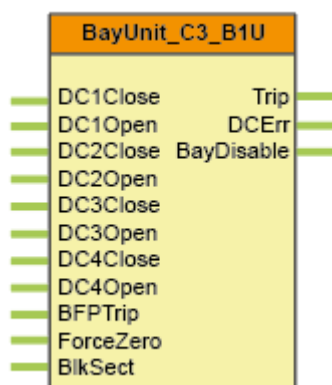 BayUnit_C3_B1U
DC1Close Trip
DC1Open DCErr
DC2Close BayDisable
DC2Open
DC3Close
DC3Open
DC4Close
DC4Open
BFPTrip
ForceZero
BlkSect